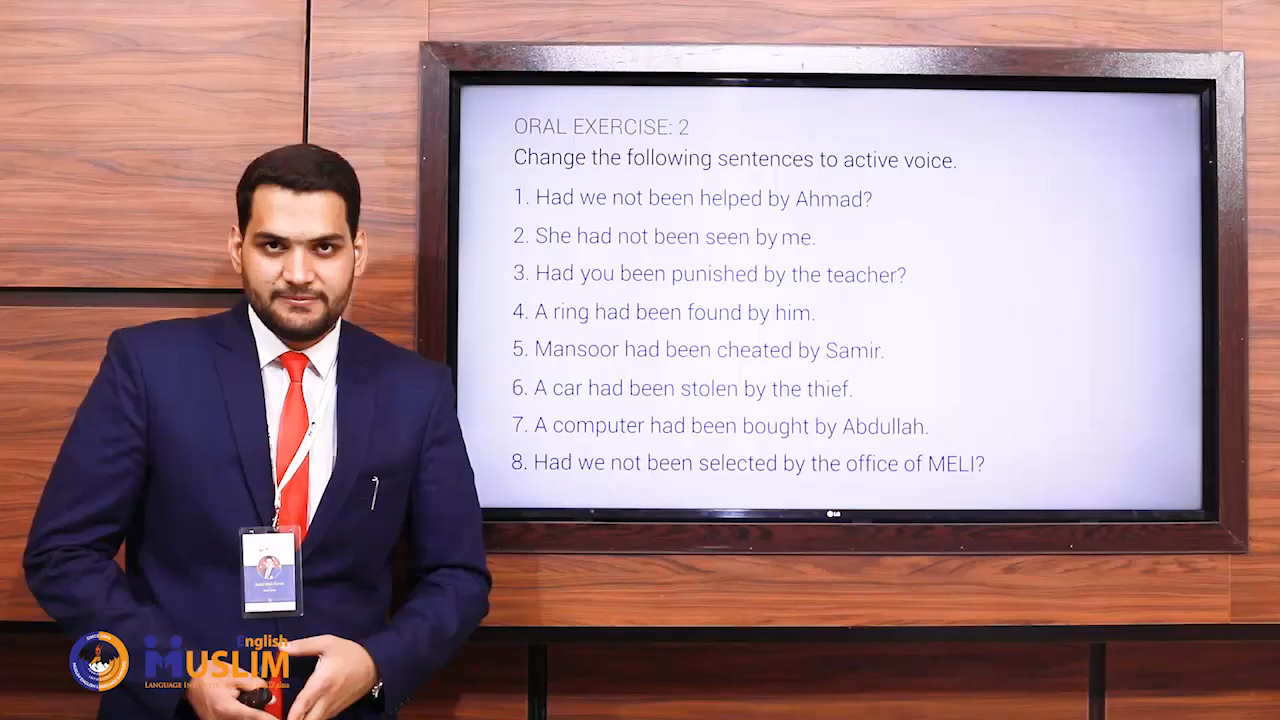 ORAL EXERCISE: 2
Change the following sentences to active voice.
1. Had we not been helped by Ahmad?
2. She had not been seen by me.
3. Had you been punished by the teacher?
4. A ring had been found by him.
5. Mansoor had been cheated by Samir.
6. A car had been stolen by the thief.
7. A computer had been bought by Abdullah.
8. Had we not been selected by the office of MELI?
LG
English
MUSLIM
LANGUAGE